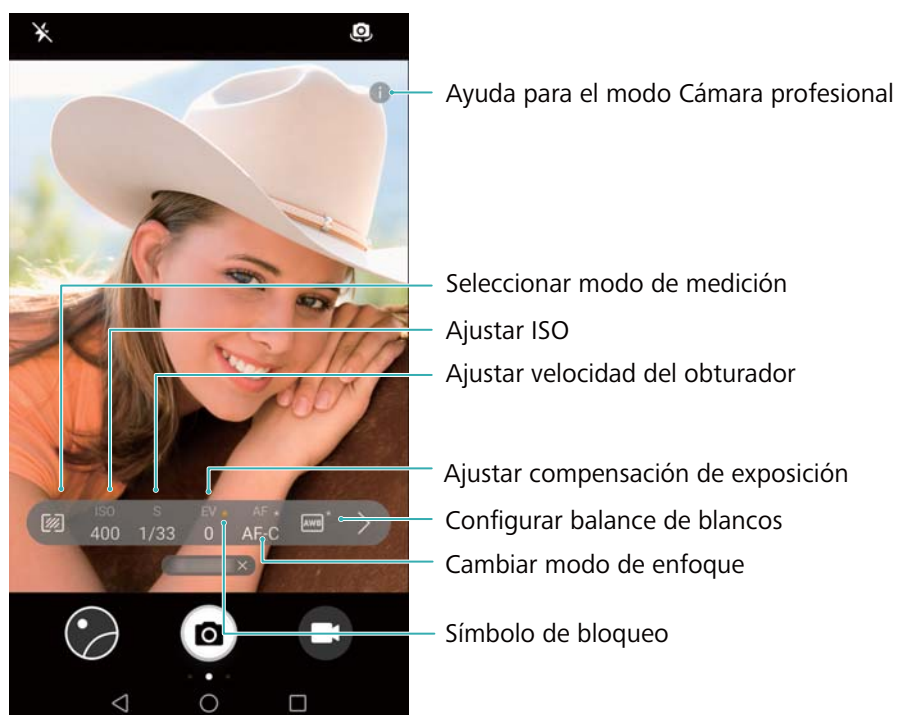 Ayuda para el modo Cámara profesional
Seleccionar modo de medición
Ajustar ISO
Ajustar velocidad del obturador
Ajustar compensación de exposición
Configurar balance de blancos
Cambiar modo de enfoque
Símbolo de bloqueo
ISO S EV AF
400 1/33 0 AF-C AWB